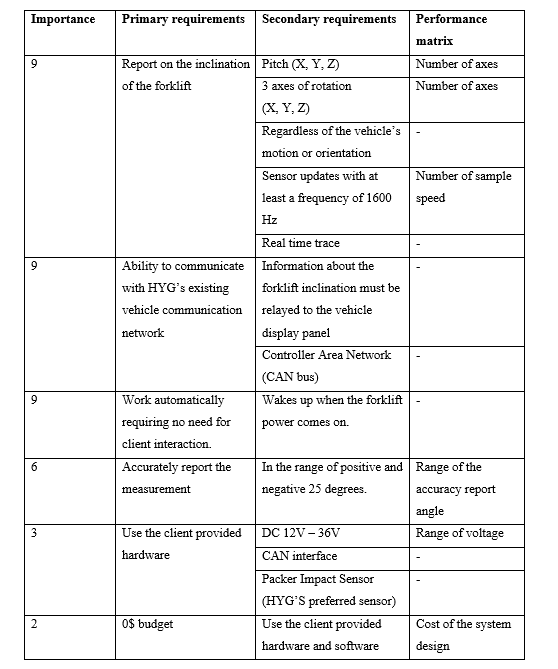 Importance Primary requirements Secondary requirements Performance
matrix
9 Report on the inclination Pitch (X, Y, Z) Number of axes
of the forklift 3 axes of rotation Number of axes
(X, Y, Z)
Regardless of the vehicle's -
motion or orientation
Sensor updates with at Number of sample
least a frequency of 1600 speed
Hz
Real time trace -
9 Ability to communicate Information about the -
with HYG's existing forklift inclination must be
vehicle communication relayed to the vehicle
network display panel
Controller Area Network -
(CAN bus)
9 Work automatically Wakes up when the forklift -
requiring no need for power comes on.
client interaction.
6 Accurately report the In the range of positive and Range of the
measurement negative 25 degrees. accuracy report
angle
3 Use the client provided DC 12V – 36V Range of voltage
hardware CAN interface -
Packer Impact Sensor -
(HYG'S preferred sensor)
2 0$ budget Use the client provided Cost of the system
hardware and software design